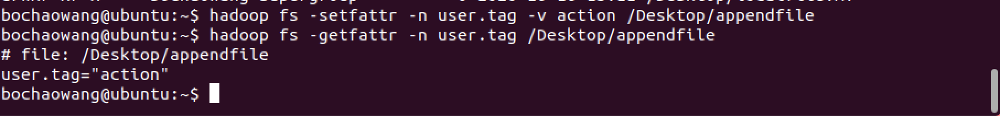 bochaowang@ubuntu:~$ hadoop fs -setfattr -n user.tag -v action /Desktop/appendfile
bochaowang@ubuntu:~$ hadoop fs -getfattr -n user.tag /Desktop/appendfile
# file: /Desktop/appendfile
user.tag="action"
bochaowang@ubuntu:~$